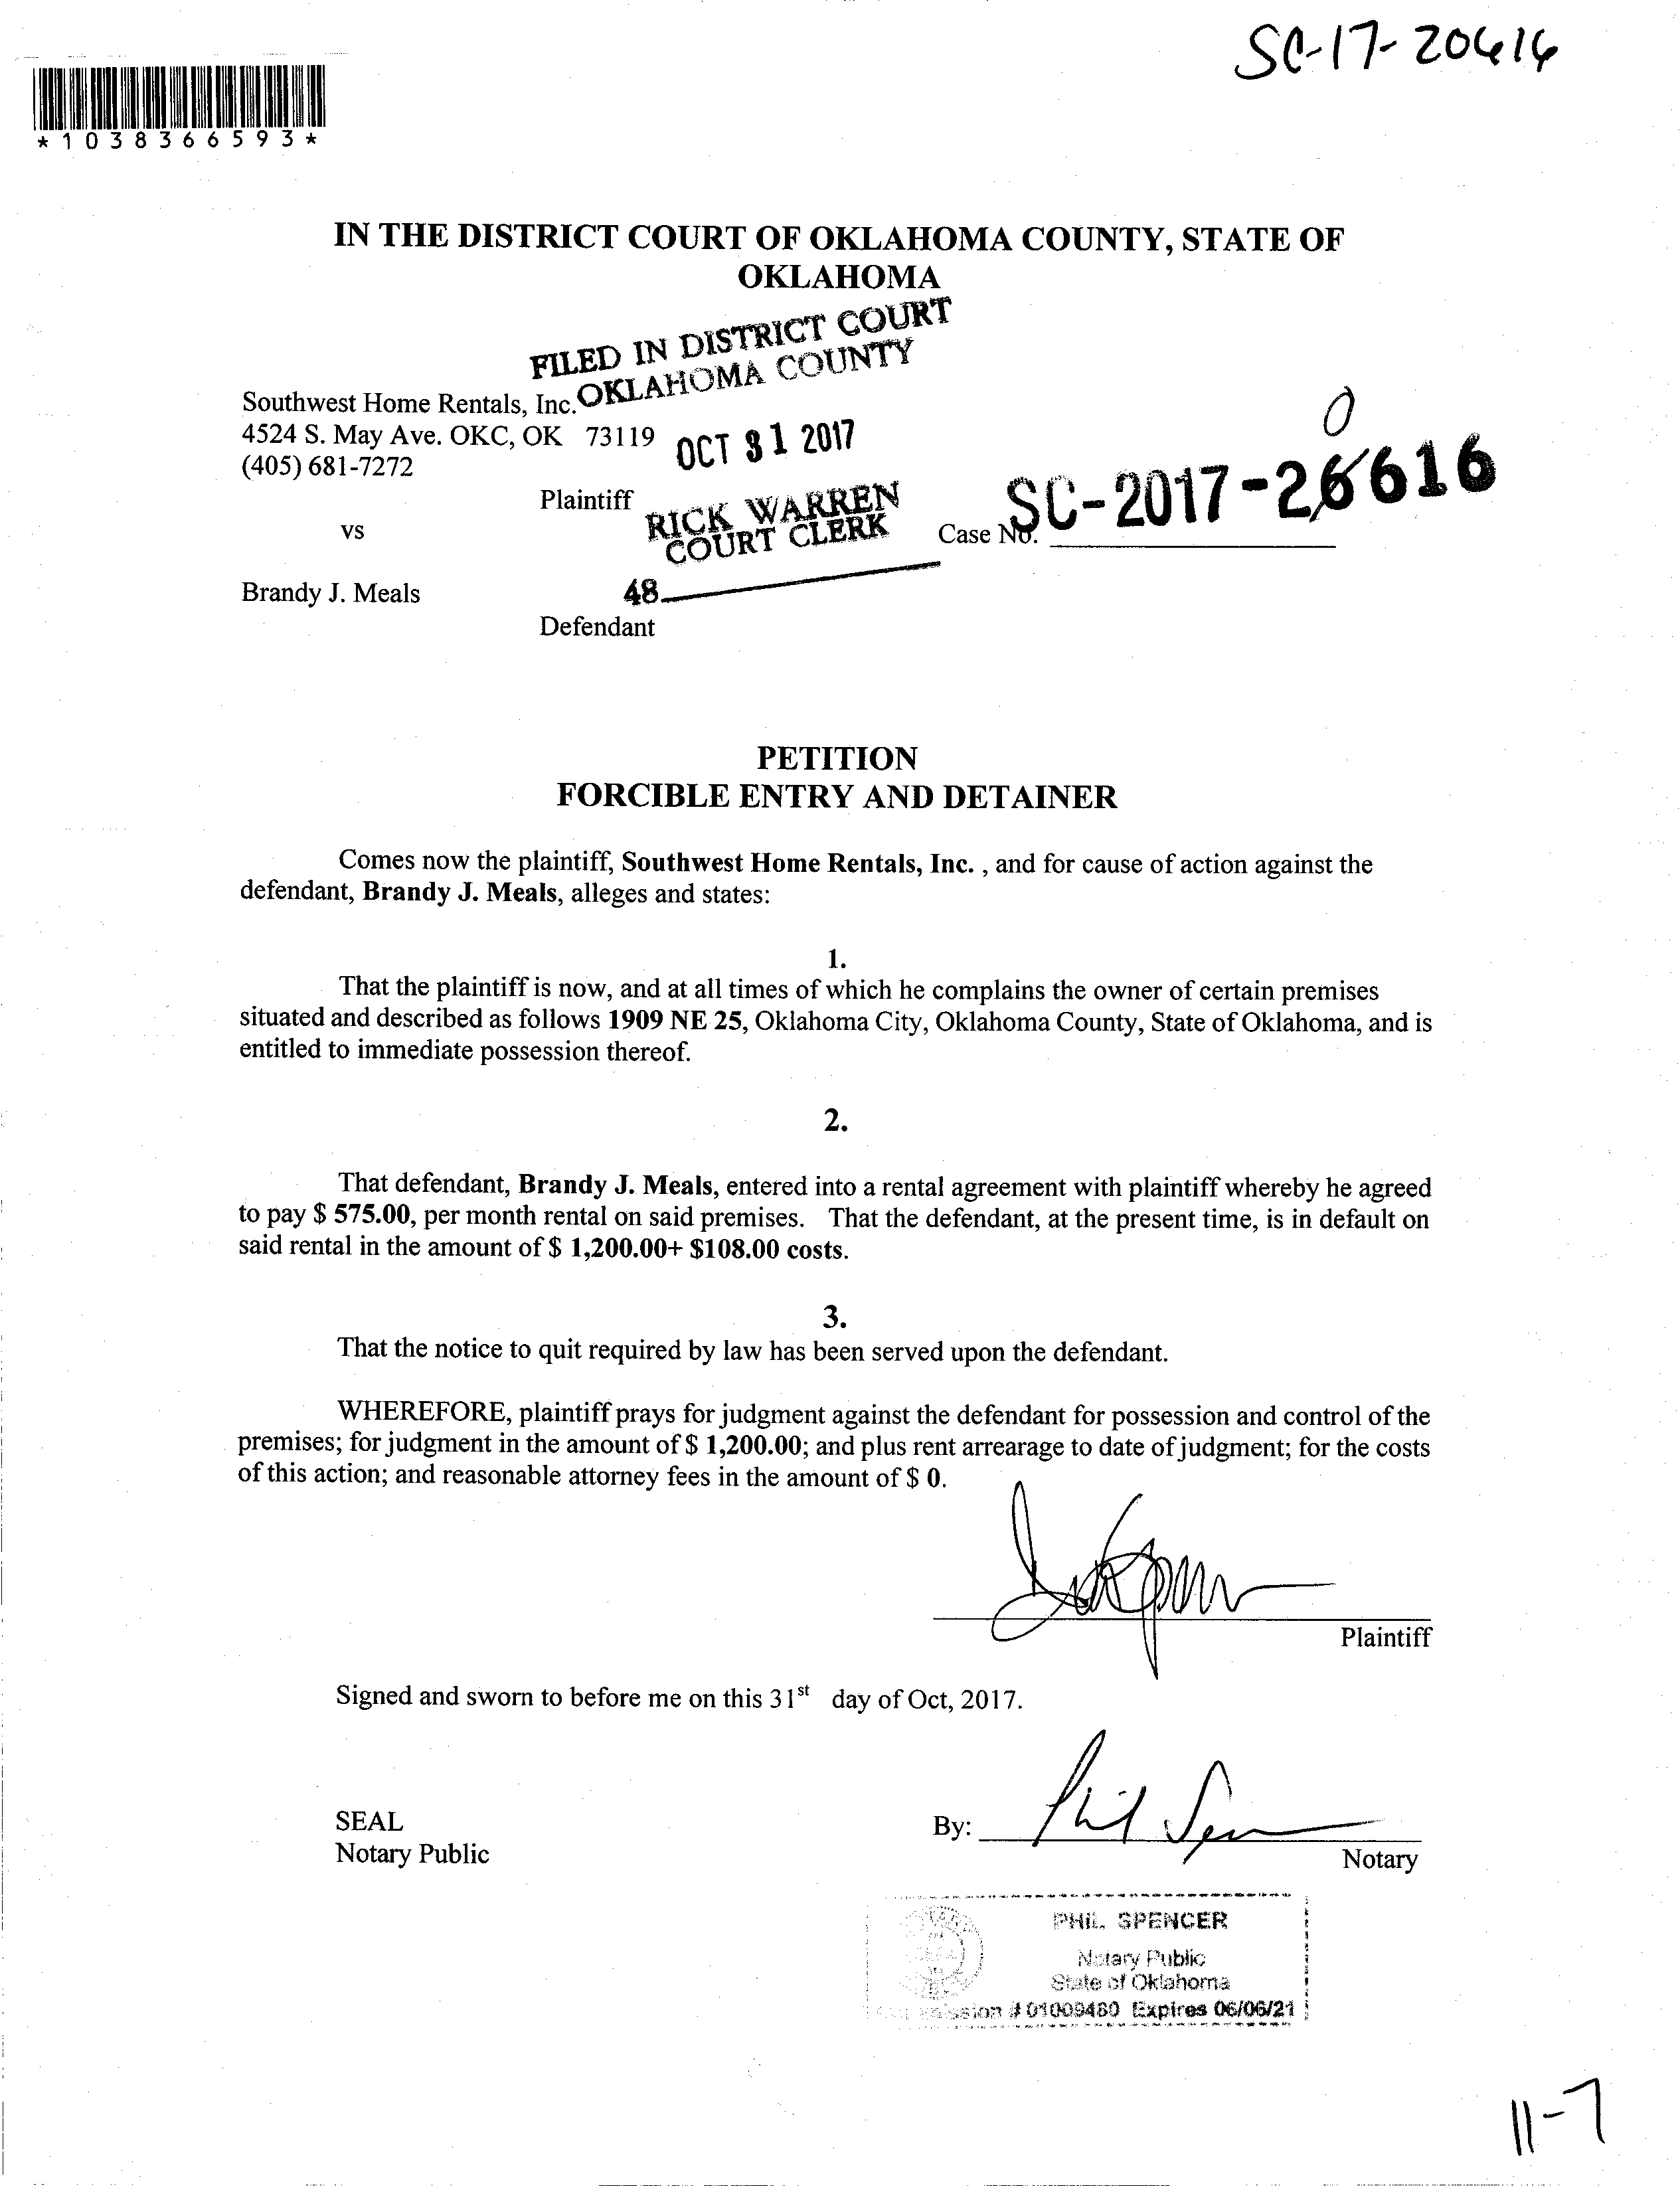 SC-17-20616
*1038366593*
IN THE DISTRICT COURT OF OKLAHOMA COUNTY, STATE OF
OKLAHOMA
FILED IN DISTRICT COURT
OKLAHOMA COUNTY
Southwest Home Rentals, Inc.
4524 S. May Ave. OKC, OK 73119
OCT 31 2017
(405) 681-7272
Plaintiff
RICK WARREN
COURT CLERK
vs
0
Case No. SC-2017-26616
Brandy J. Meals
48
Defendant
PETITION
FORCIBLE ENTRY AND DETAINER
Comes now the plaintiff, Southwest Home Rentals, Inc. , and for cause of action against the
defendant, Brandy J. Meals, alleges and states:
1.
That the plaintiff is now, and at all times of which he complains the owner of certain premises
situated and described as follows 1909 NE 25, Oklahoma City, Oklahoma County, State of Oklahoma, and is
entitled to immediate possession thereof.
2.
That defendant, Brandy J. Meals, entered into a rental agreement with plaintiff whereby he agreed
to pay $ 575.00, per month rental on said premises. That the defendant, at the present time, is in default on
said rental in the amount of $ 1,200.00+ $108.00 costs.
3.
That the notice to quit required by law has been served upon the defendant.
WHEREFORE, plaintiff prays for judgment against the defendant for possession and control of the
premises; for judgment in the amount of $ 1,200.00; and plus rent arrearage to date of judgment; for the costs
of this action; and reasonable attorney fees in the amount of $ 0.
Plaintiff
Signed and sworn to before me on this 31st day of Oct, 2017.
SEAL
By: Phil Spencer
Notary Public
Notary
PHIL SPENCER
Notary Public
State of Oklahoma
# 01009480 Expires 06/06/21
11-7